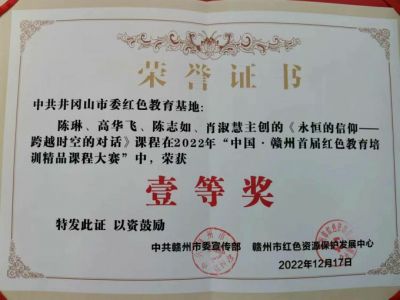 荣誉证书
中共井冈山市委红色教育基地:
陈琳、高华飞、陈志如、肖淑慧主创的《永恒的信仰——
跨越时空的对话》课程在2022年“中国·赣州首届红色教育培
训精品课程大赛”中,荣获
壹等奖
特发此证 以资鼓励
中共赣州市委宣传部 赣州市红色资源保护发展中心
2022年12月17日